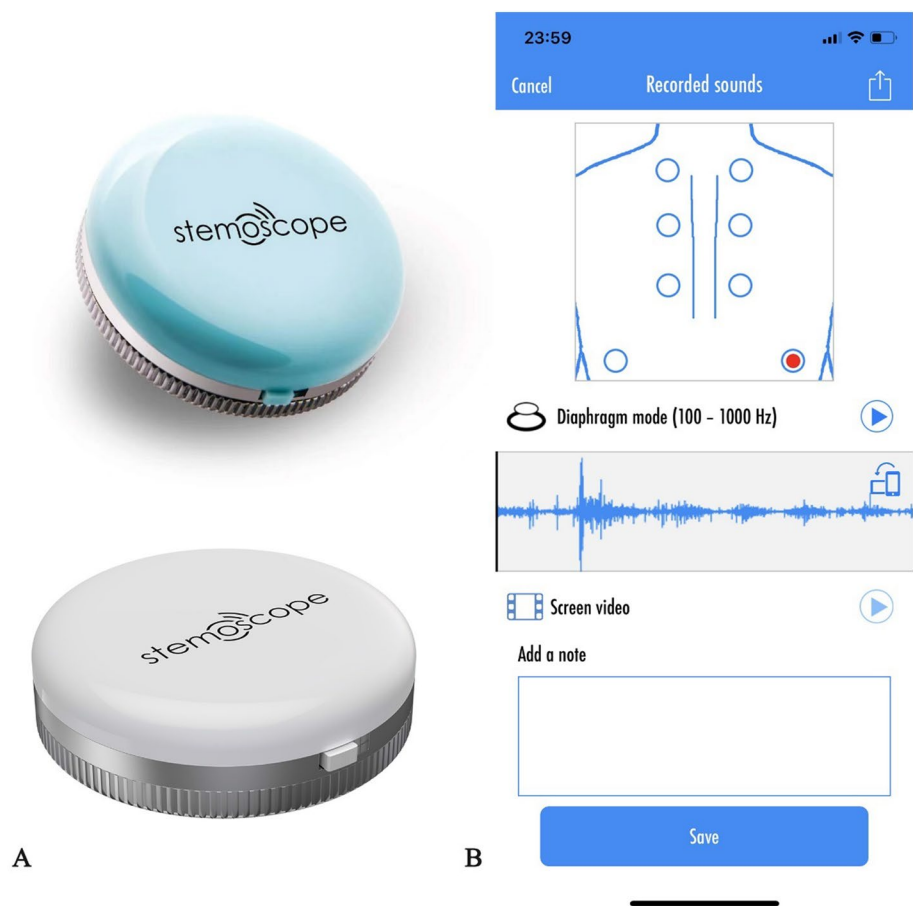 stemoscope
stemoscope
A
B
23:59
Cancel
Recorded sounds
Diaphragm mode (100 – 1000 Hz)
Screen video
Add a note
Save